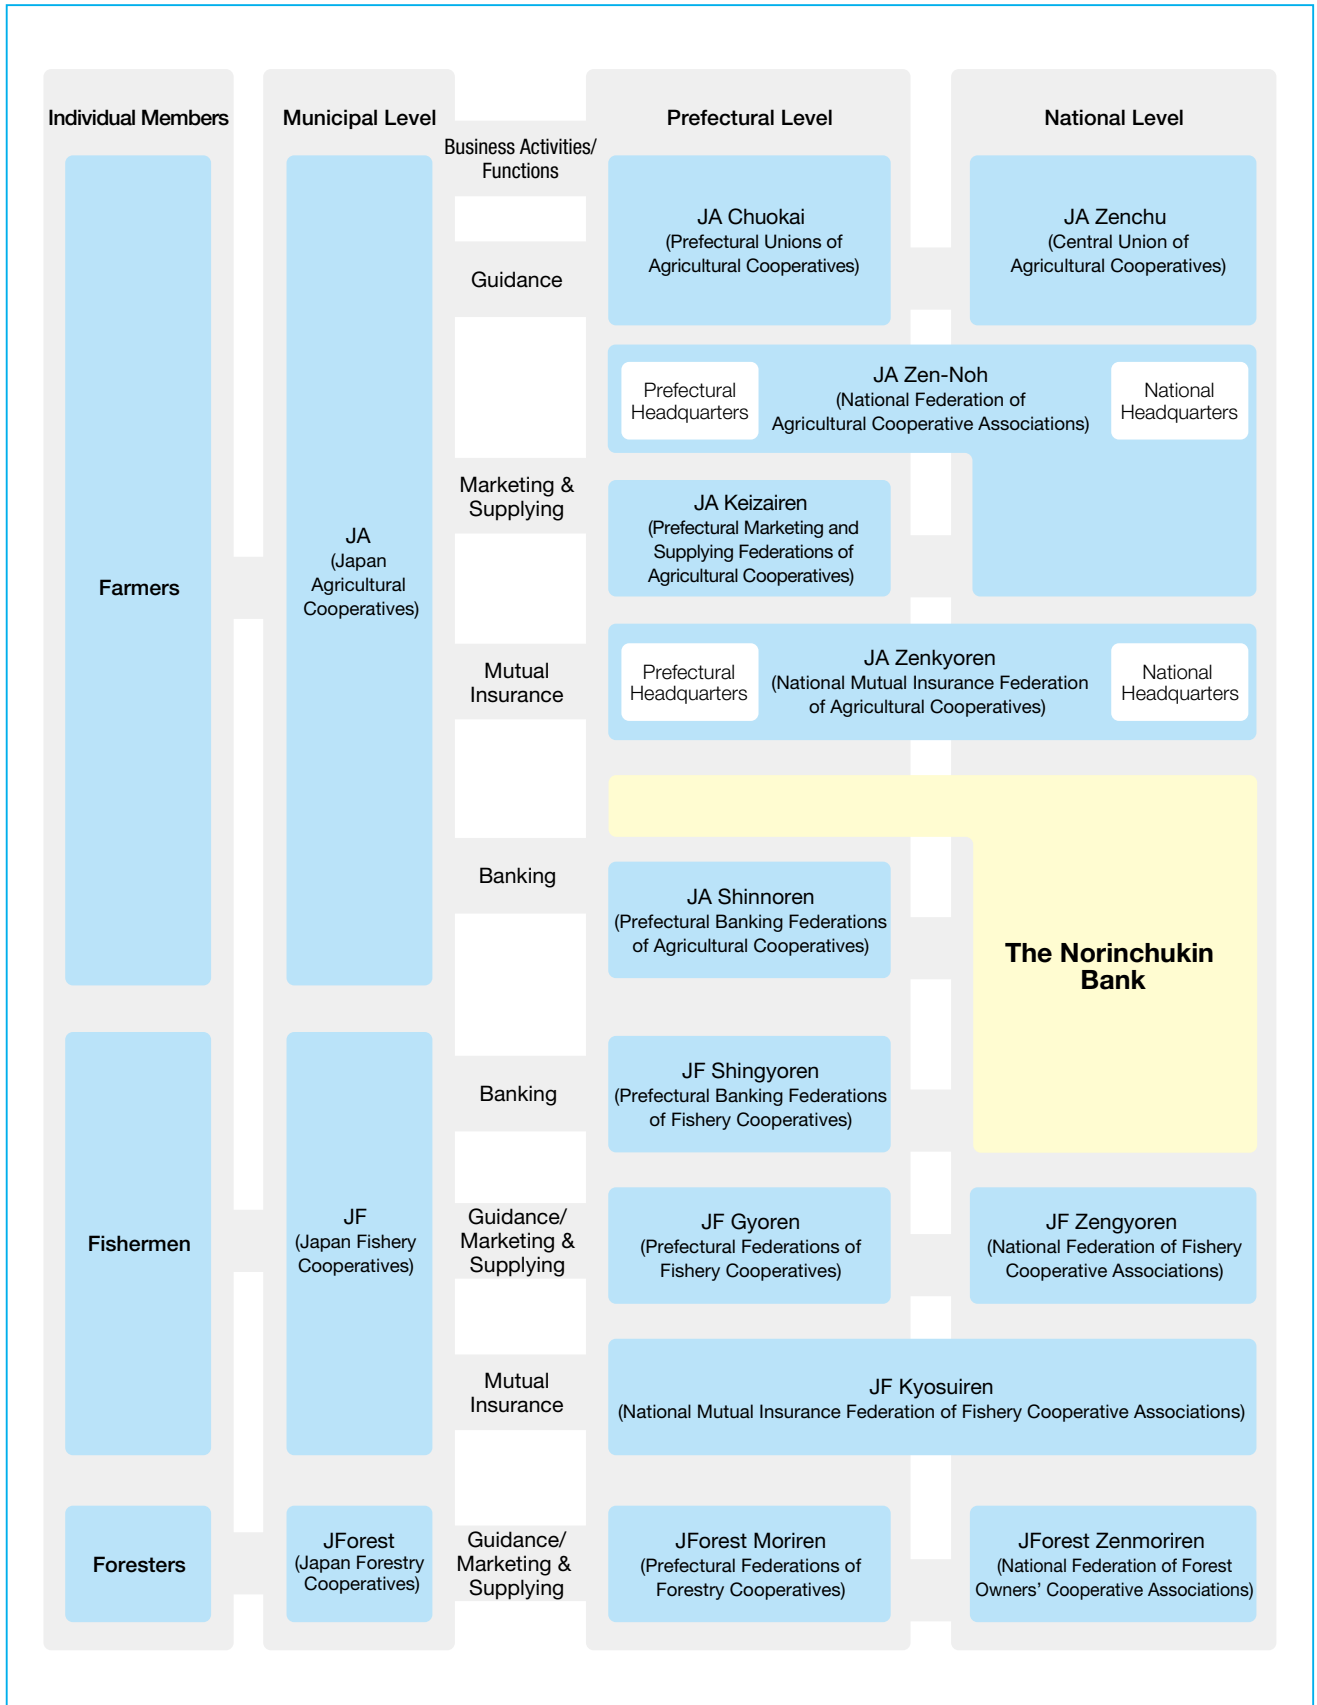 Individual Members
Municipal Level
Prefectural Level
National Level
Business Activities/
Functions
Farmers
JA
(Japan
Agricultural
Cooperatives)
Guidance
JA Chuokai
(Prefectural Unions of
Agricultural Cooperatives)
JA Zenchu
(Central Union of
Agricultural Cooperatives)
Marketing &
Supplying
Prefectural
Headquarters
JA Zen-Noh
(National Federation of
Agricultural Cooperative Associations)
National
Headquarters
JA Keizairen
(Prefectural Marketing and
Supplying Federations of
Agricultural Cooperatives)
Mutual
Insurance
Prefectural
Headquarters
JA Zenkyoren
(National Mutual Insurance Federation
of Agricultural Cooperatives)
National
Headquarters
Banking
JA Shinnoren
(Prefectural Banking Federations
of Agricultural Cooperatives)
The Norinchukin
Bank
Fishermen
JF
(Japan Fishery
Cooperatives)
Banking
JF Shingyoren
(Prefectural Banking Federations
of Fishery Cooperatives)
Guidance/
Marketing &
Supplying
JF Gyoren
(Prefectural Federations of
Fishery Cooperatives)
JF Zengyoren
(National Federation of Fishery
Cooperative Associations)
Mutual
Insurance
JF Kyosuiren
(National Mutual Insurance Federation of Fishery Cooperative Associations)
Foresters
JForest
(Japan Forestry
Cooperatives)
Guidance/
Marketing &
Supplying
JForest Moriren
(Prefectural Federations of
Forestry Cooperatives)
JForest Zenmoriren
(National Federation of Forest
Owners’ Cooperative Associations)